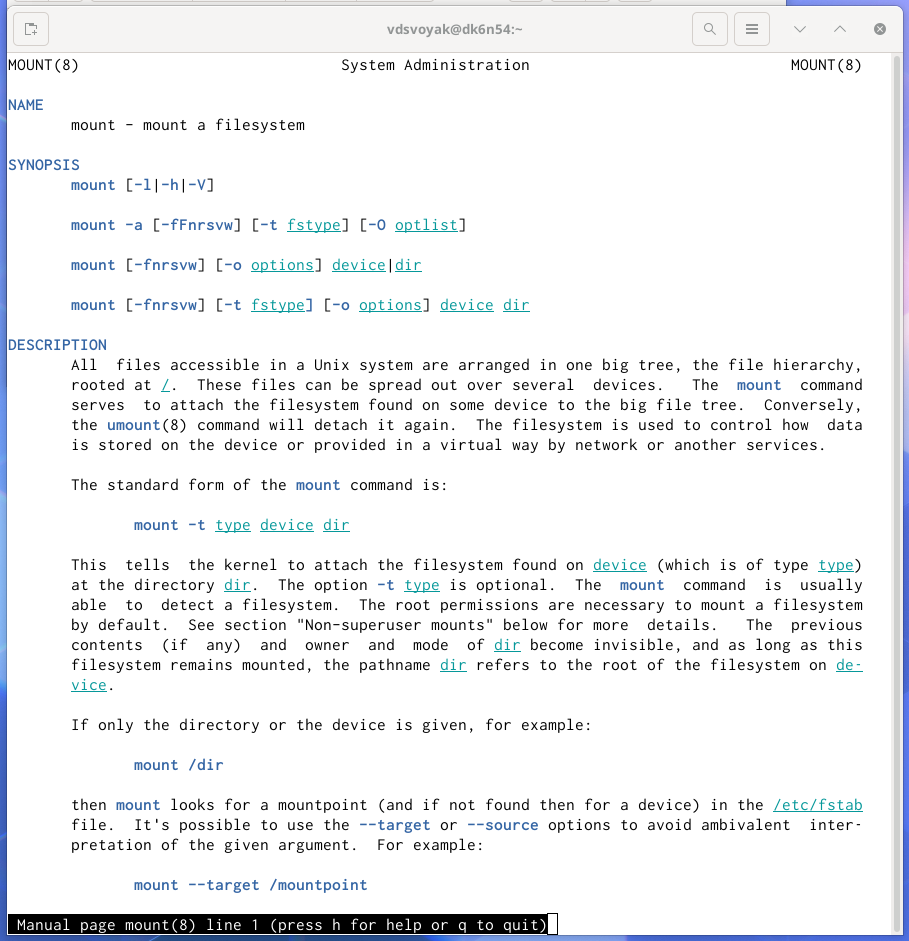 vdsvoyak@dk6n54:~
MOUNT(8) System Administration MOUNT(8)
NAME
mount - mount a filesystem
SYNOPSIS
mount [-l|-h|-V]
mount -a [-fFnrsvw] [-t fstype] [-O optlist]
mount [-fnrsvw] [-o options] device|dir
mount [-fnrsvw] [-t fstype] [-o options] device dir
DESCRIPTION
All files accessible in a Unix system are arranged in one big tree, the file hierarchy,
rooted at /. These files can be spread out over several devices. The mount command
serves to attach the filesystem found on some device to the big file tree. Conversely,
the umount(8) command will detach it again. The filesystem is used to control how data
is stored on the device or provided in a virtual way by network or another services.
The standard form of the mount command is:
mount -t type device dir
This tells the kernel to attach the filesystem found on device (which is of type type)
at the directory dir. The option -t type is optional. The mount command is usually
able to detect a filesystem. The root permissions are necessary to mount a filesystem
by default. See section "Non-superuser mounts" below for more details. The previous
contents (if any) and owner and mode of dir become invisible, and as long as this
filesystem remains mounted, the pathname dir refers to the root of the filesystem on de-
vice.
If only the directory or the device is given, for example:
mount /dir
then mount looks for a mountpoint (and if not found then for a device) in the /etc/fstab
file. It's possible to use the --target or --source options to avoid ambivalent inter-
pretation of the given argument. For example:
mount --target /mountpoint
Manual page mount(8) line 1 (press h for help or q to quit)